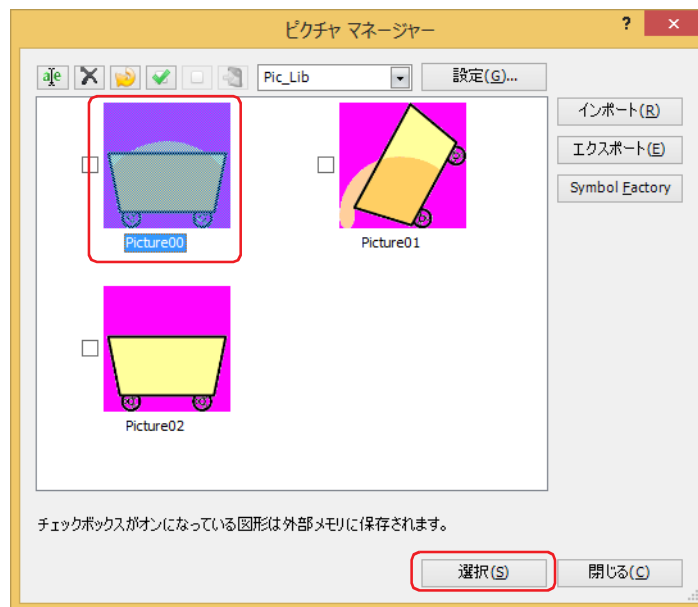 ピクチャ マネージャー
?
×
Pic_Lib
設定(G)...
インポート(R)
エクスポート(E)
Symbol Factory
Picture00
Picture01
Picture02
チェックボックスがオンになっている図形は外部メモリに保存されます。
選択(S)
閉じる(C)